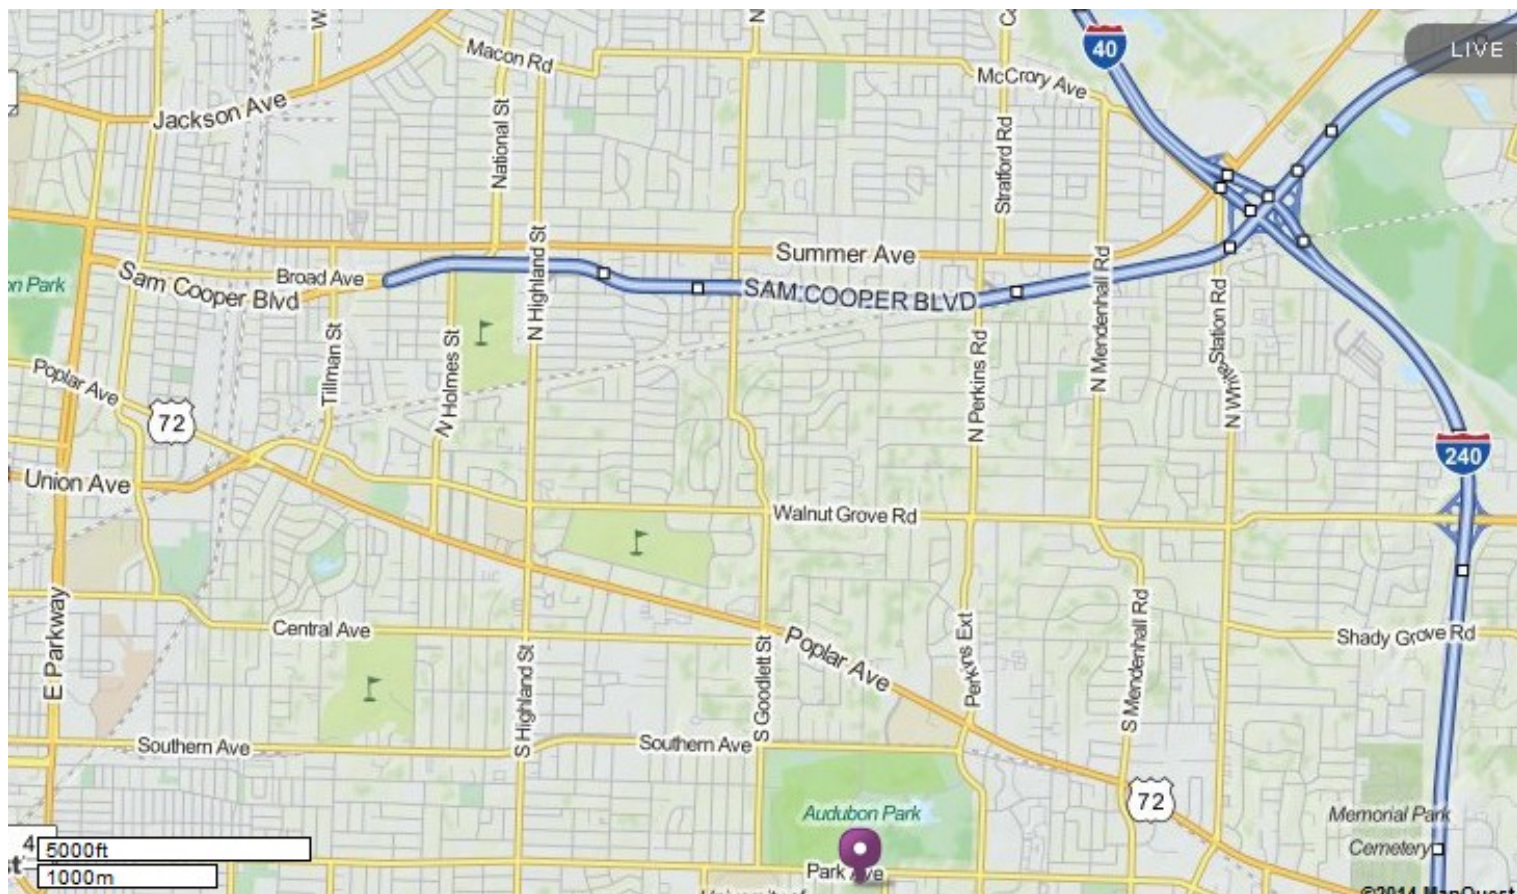 40
LIVE
Macon Rd
McCrory Ave
Jackson Ave
National St
Stratford Rd
N Highland St
Summer Ave
Broad Ave
Sam Cooper Blvd
SAM COOPER BLVD
N Mendenhall Rd
Station Rd
N White
Tillman St
N Holmes St
N Perkins Rd
Poplar Ave
72
240
Union Ave
Walnut Grove Rd
E Parkway
Central Ave
S Highland St
S Goodlett St
Poplar Ave
Perkins Ext
S Mendenhall Rd
Shady Grove Rd
Southern Ave
Southern Ave
72
Audubon Park
Memorial Park
Cemetery
5000ft
1000m
Park Ave
©2014 MapQuest